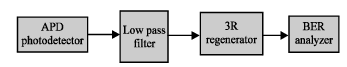 APD
photodetector
Low pass
filter
3R
regenerator
BER
analyzer